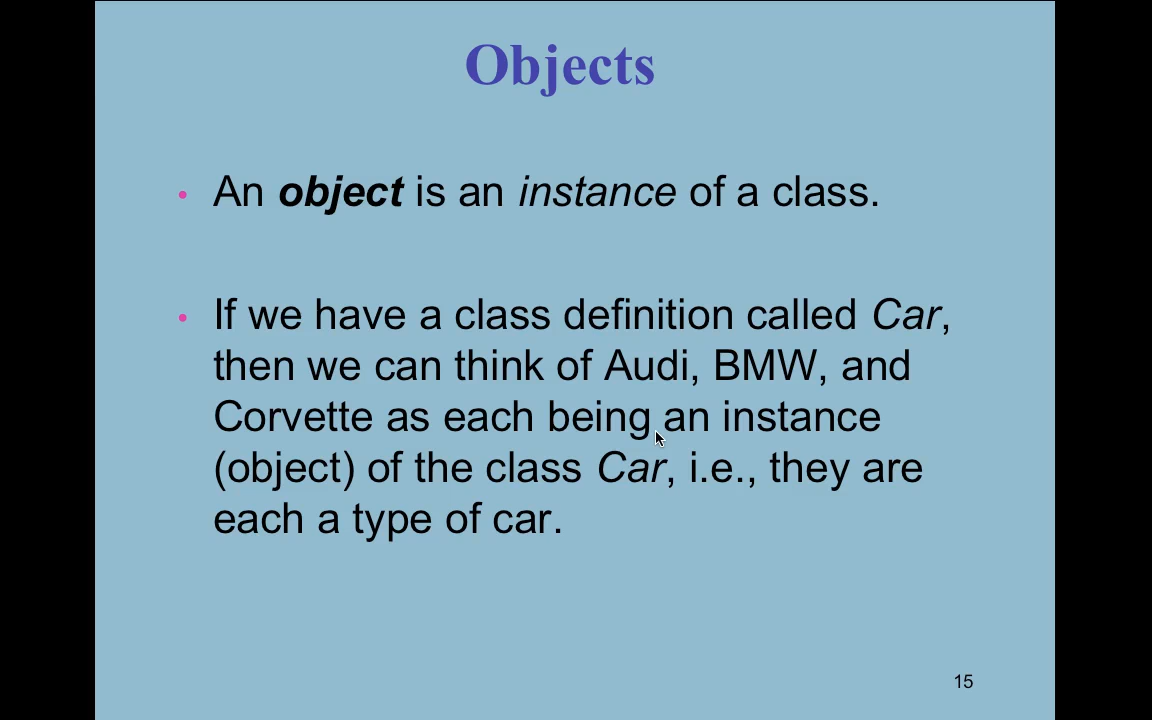 Objects
• An object is an instance of a class.
• If we have a class definition called Car,
then we can think of Audi, BMW, and
Corvette as each being an instance
(object) of the class Car, i.e., they are
each a type of car.
15